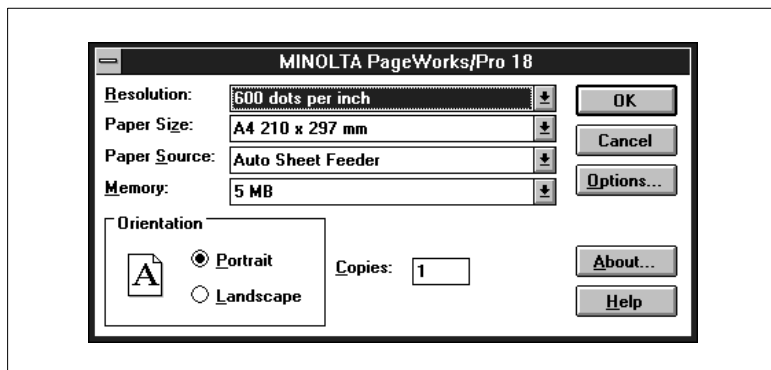 MINOLTA PageWorks/Pro 18
Resolution: 600 dots per inch
Paper Size: A4 210 x 297 mm
Paper Source: Auto Sheet Feeder
Memory: 5 MB
OK
Cancel
Options...
Orientation
A
Portrait
Landscape
Copies: 1
About...
Help